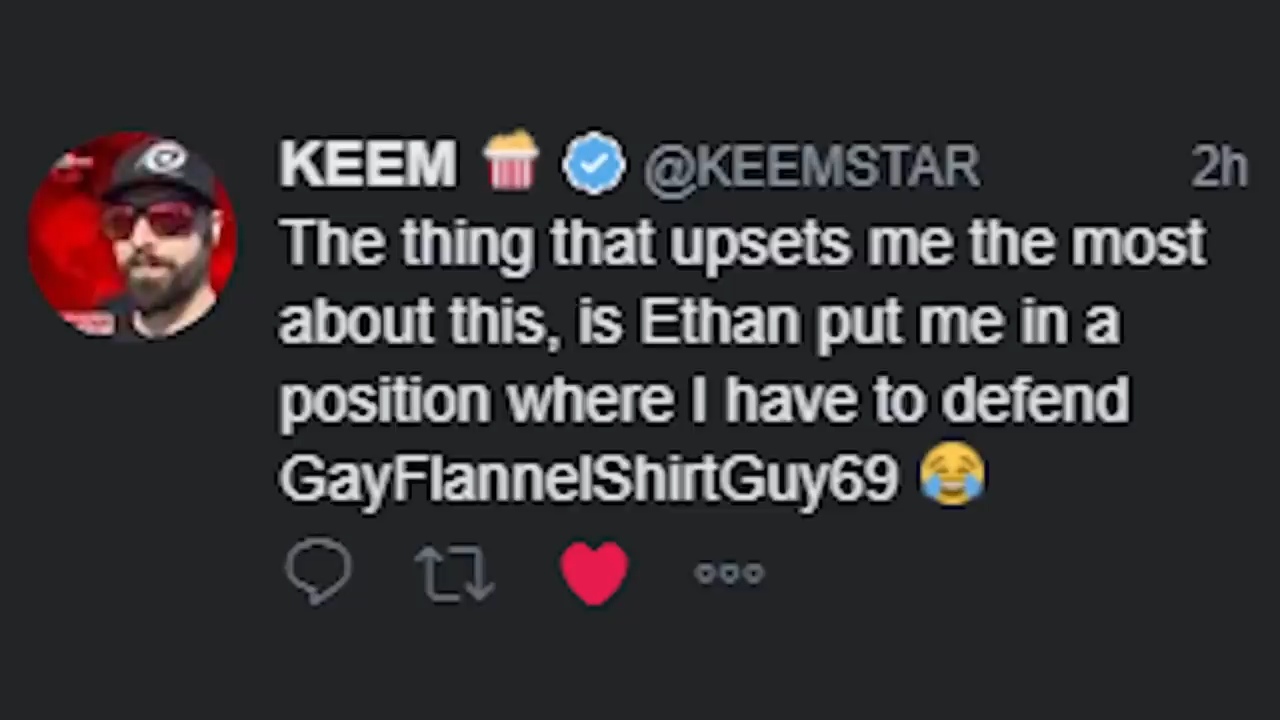 KEEM 🍿 @KEEMSTAR 2h
The thing that upsets me the most
about this, is Ethan put me in a
position where I have to defend
GayFlannelShirtGuy69 😂